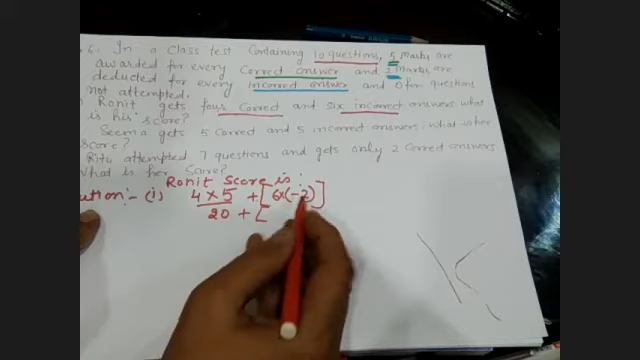 .6. In a Class test Containing 10 questions, 5 Marks are
awarded for every Correct answer and 2 Marks are
deducted for every incorrect answer and 0 for questions
not attempted.
Ronit gets four Correct and six incorrect answers. what
is his score?
Seema gets 5 Correct and 5 incorrect answers, what is her
score?
Ritu attempted 7 questions and gets only 2 Correct answers
What is her Score?
Ronit Score is :
ution:- (i) 4 × 5 + [6×(-2)]
20 + [